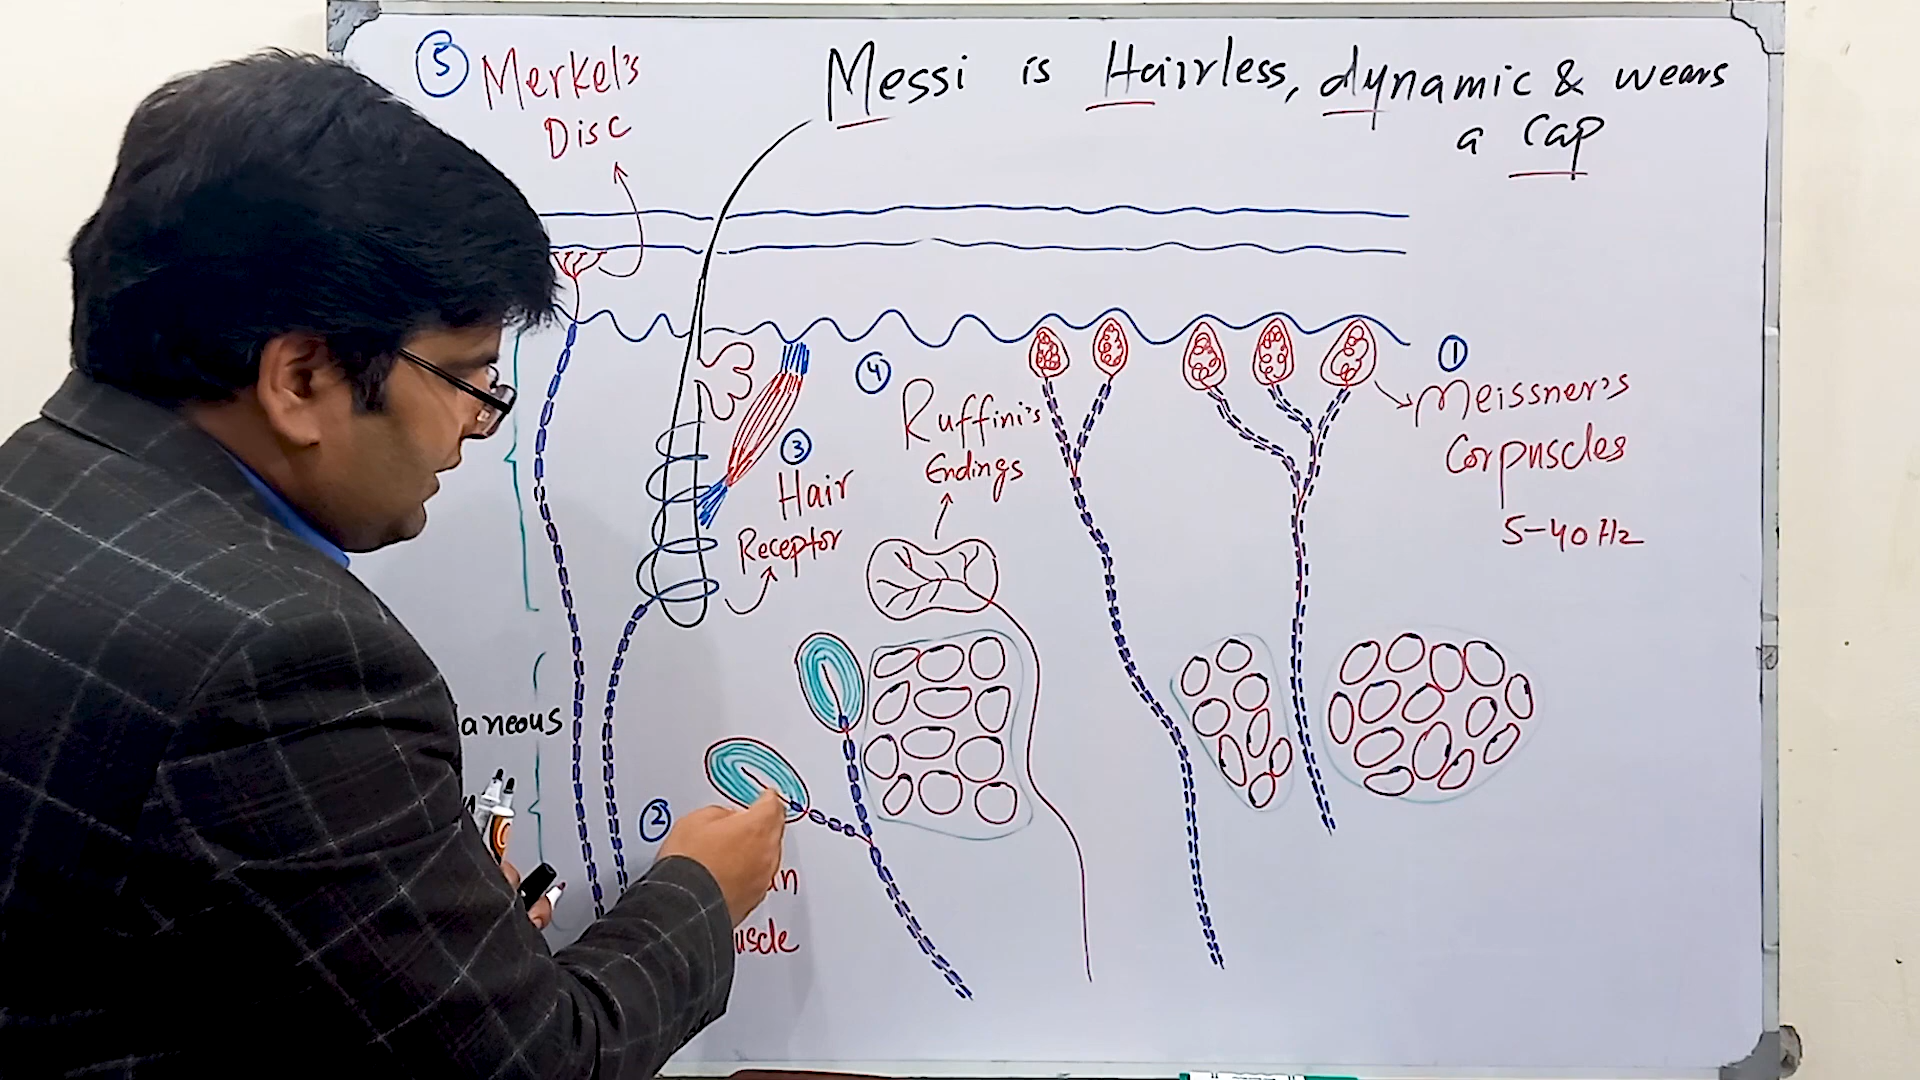 5 Merkel's
Disc
Messi is Hairless, dynamic & wears
a cap
1
Meissner's
Corpuscles
5-40 Hz
4
Ruffini's
Endings
3
Hair
Receptor
2